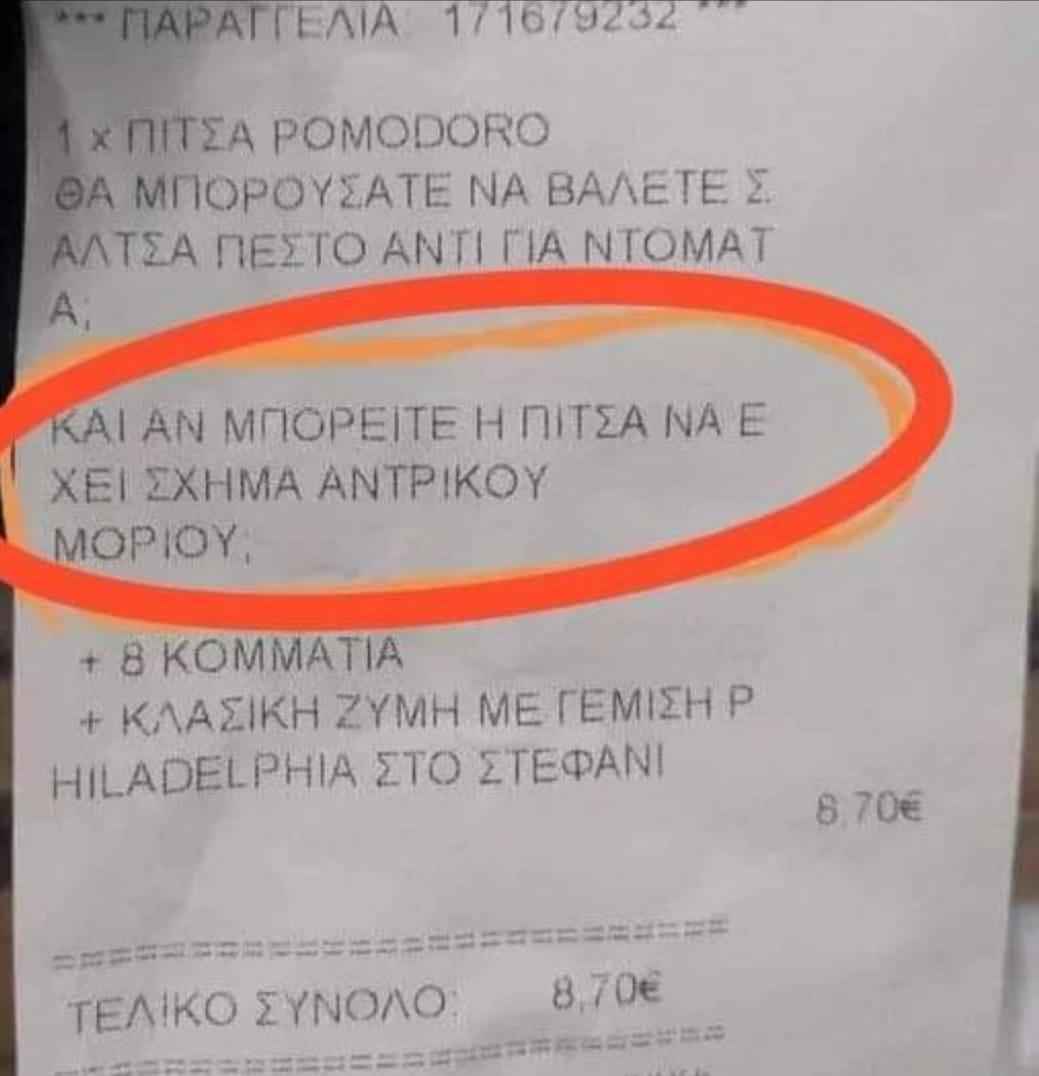 *** ΠΑΡΑΓΓΕΛΙΑ: 171679232 ***
1 x ΠΙΤΣΑ POMODORO
ΘΑ ΜΠΟΡΟΥΣΑΤΕ ΝΑ ΒΑΛΕΤΕ Σ
ΑΛΤΣΑ ΠΕΣΤΟ ΑΝΤΙ ΓΙΑ ΝΤΟΜΑΤ
Α;
ΚΑΙ ΑΝ ΜΠΟΡΕΙΤΕ Η ΠΙΤΣΑ ΝΑ Ε
ΧΕΙ ΣΧΗΜΑ ΑΝΤΡΙΚΟΥ
ΜΟΡΙΟΥ;
+ 8 ΚΟΜΜΑΤΙΑ
+ ΚΛΑΣΙΚΗ ΖΥΜΗ ΜΕ ΓΕΜΙΣΗ P
HILADELPHIA ΣΤΟ ΣΤΕΦΑΝΙ
8,70€
==========================
ΤΕΛΙΚΟ ΣΥΝΟΛΟ: 8,70€
==========================